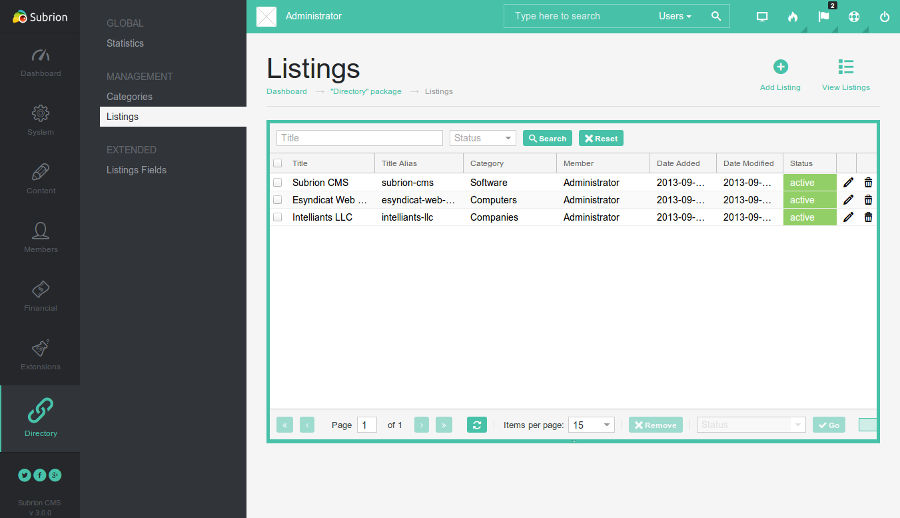 Subrion
Dashboard
System
Content
Members
Financial
Extensions
Directory
Subrion CMS
v 3.0.0
GLOBAL
Statistics
MANAGEMENT
Categories
Listings
EXTENDED
Listings Fields
Administrator
Type here to search Users
2
Listings
Dashboard → "Directory" package → Listings
Add Listing
View Listings
Title Status Search Reset
Title Title Alias Category Member Date Added Date Modified Status
Subrion CMS subrion-cms Software Administrator 2013-09-... 2013-09-... active
Esyndicat Web ... esyndicat-web-... Computers Administrator 2013-09-... 2013-09-... active
Intelliants LLC intelliants-llc Companies Administrator 2013-09-... 2013-09-... active
« ‹ Page 1 of 1 › » Items per page: 15 Remove Status Go